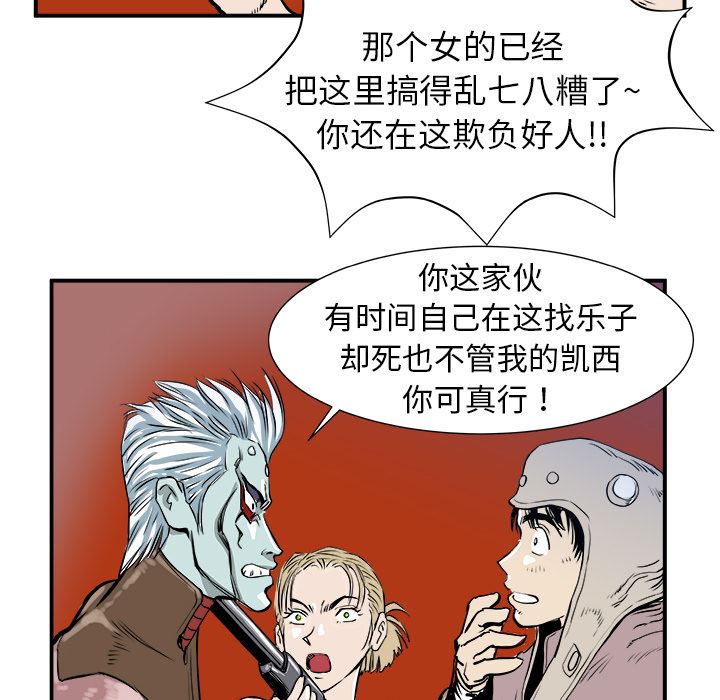 那个女的已经
把这里搞得乱七八糟了~
你还在这欺负好人!!
你这家伙
有时间自己在这找乐子
却死也不管我的凯西
你可真行！